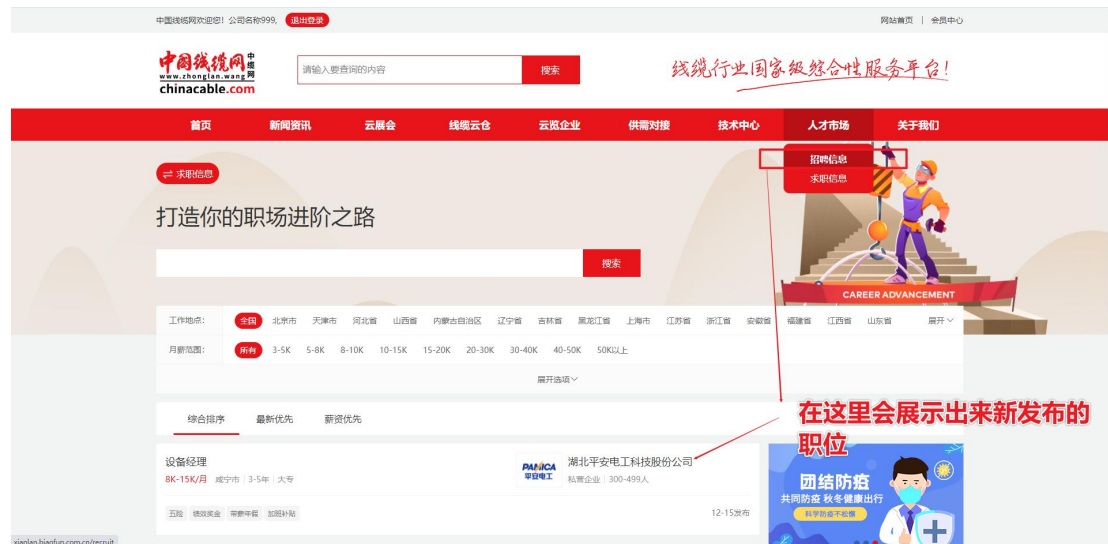 中国线缆网欢迎您！公司名称999, 退出登录 网站首页 | 会员中心
中国线缆网 中缆网
www.zhonglan.wang
chinacable.com
请输入要查询的内容 搜索
线缆行业国家级综合性服务平台!
首页 新闻资讯 云展会 线缆云仓 云览企业 供需对接 技术中心 人才市场 关于我们
招聘信息
求职信息
⇌ 求职信息
打造你的职场进阶之路
搜索
CAREER ADVANCEMENT
工作地点: 全国 北京市 天津市 河北省 山西省 内蒙古自治区 辽宁省 吉林省 黑龙江省 上海市 江苏省 浙江省 安徽省 福建省 江西省 山东省 展开
月薪范围: 所有 3-5K 5-8K 8-10K 10-15K 15-20K 20-30K 30-40K 40-50K 50K以上
展开选项
综合排序 最新优先 薪资优先
在这里会展示出来新发布的
职位
设备经理
8K-15K/月 咸宁市 | 3-5年 | 大专
五险 绩效奖金 带薪年假 加班补贴
PAMICA
平安电工
湖北平安电工科技股份公司
私营企业 | 300-499人
12-15发布
团结防疫
共同防疫 秋冬健康出行
科学防疫不松懈
xianlan.biaofun.com.cn/recruit